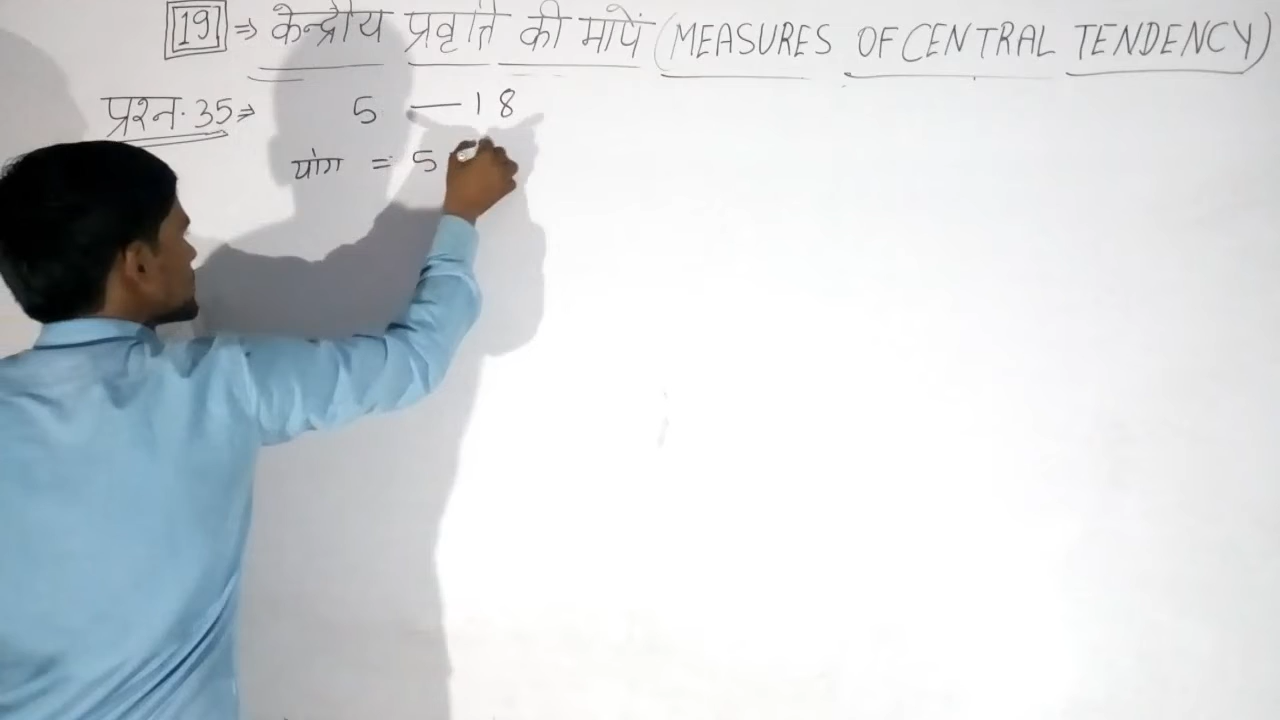 19 ⇒ केन्द्रीय प्रवृत्ति की मापें (MEASURES OF CENTRAL TENDENCY)
प्रश्न·35⇒ 5 — 18
योग = 5